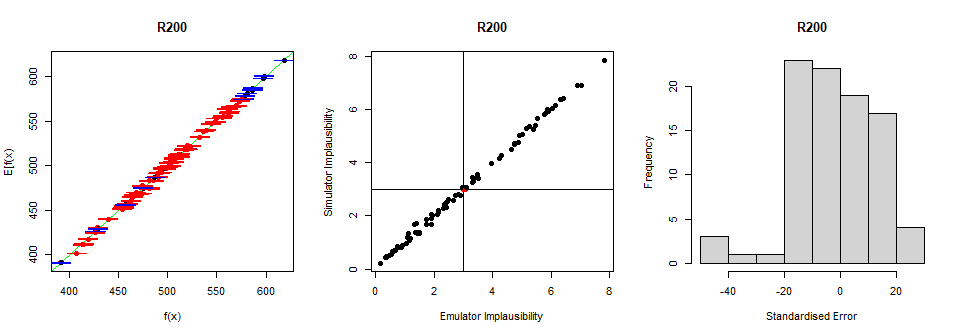 R200
E[f(x)
400 450 500 550 600
400 450 500 550 600
f(x)
R200
Simulator Implausibility
0 2 4 6 8
0 2 4 6 8
Emulator Implausibility
R200
Frequency
0 5 10 15 20
-40 -20 0 20
Standardised Error